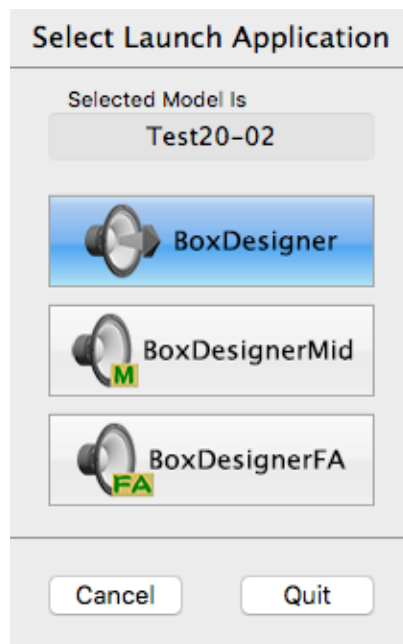 Select Launch Application
Selected Model Is
Test20-02
BoxDesigner
M
BoxDesignerMid
FA
BoxDesignerFA
Cancel Quit